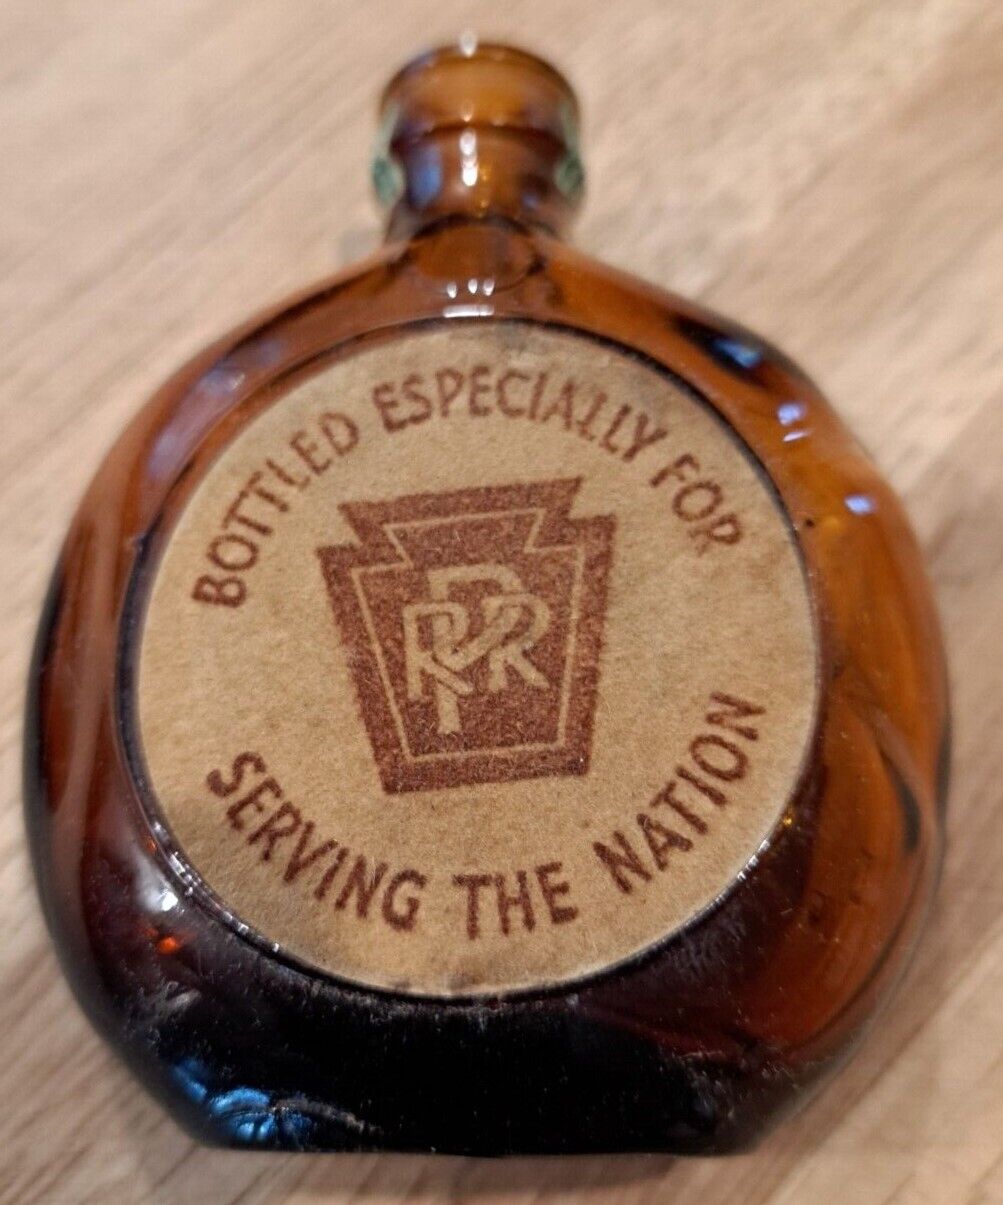 BOTTLED ESPECIALLY FOR
PRR
SERVING THE NATION